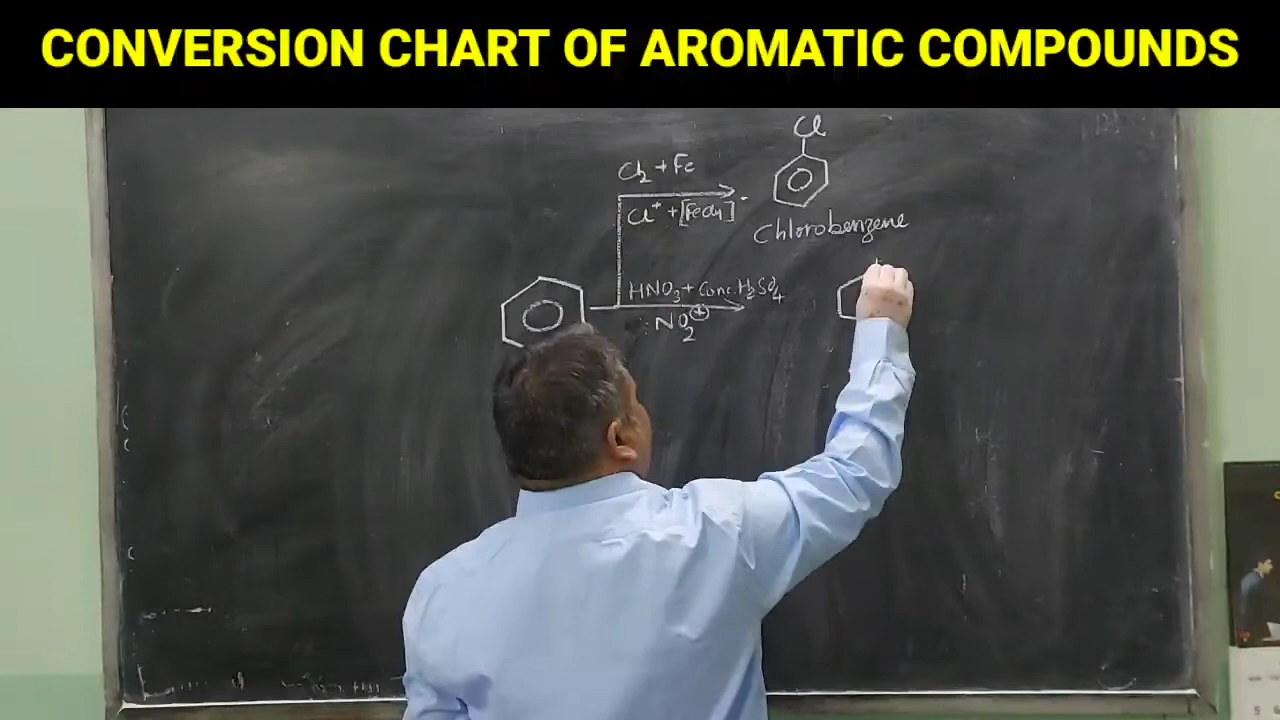 CONVERSION CHART OF AROMATIC COMPOUNDS
Cl
Cl₂ + Fe
Cl⁺ + [FeCl₄]⁻
Chlorobenzene
HNO₃ + Conc. H₂SO₄
NO₂⊕